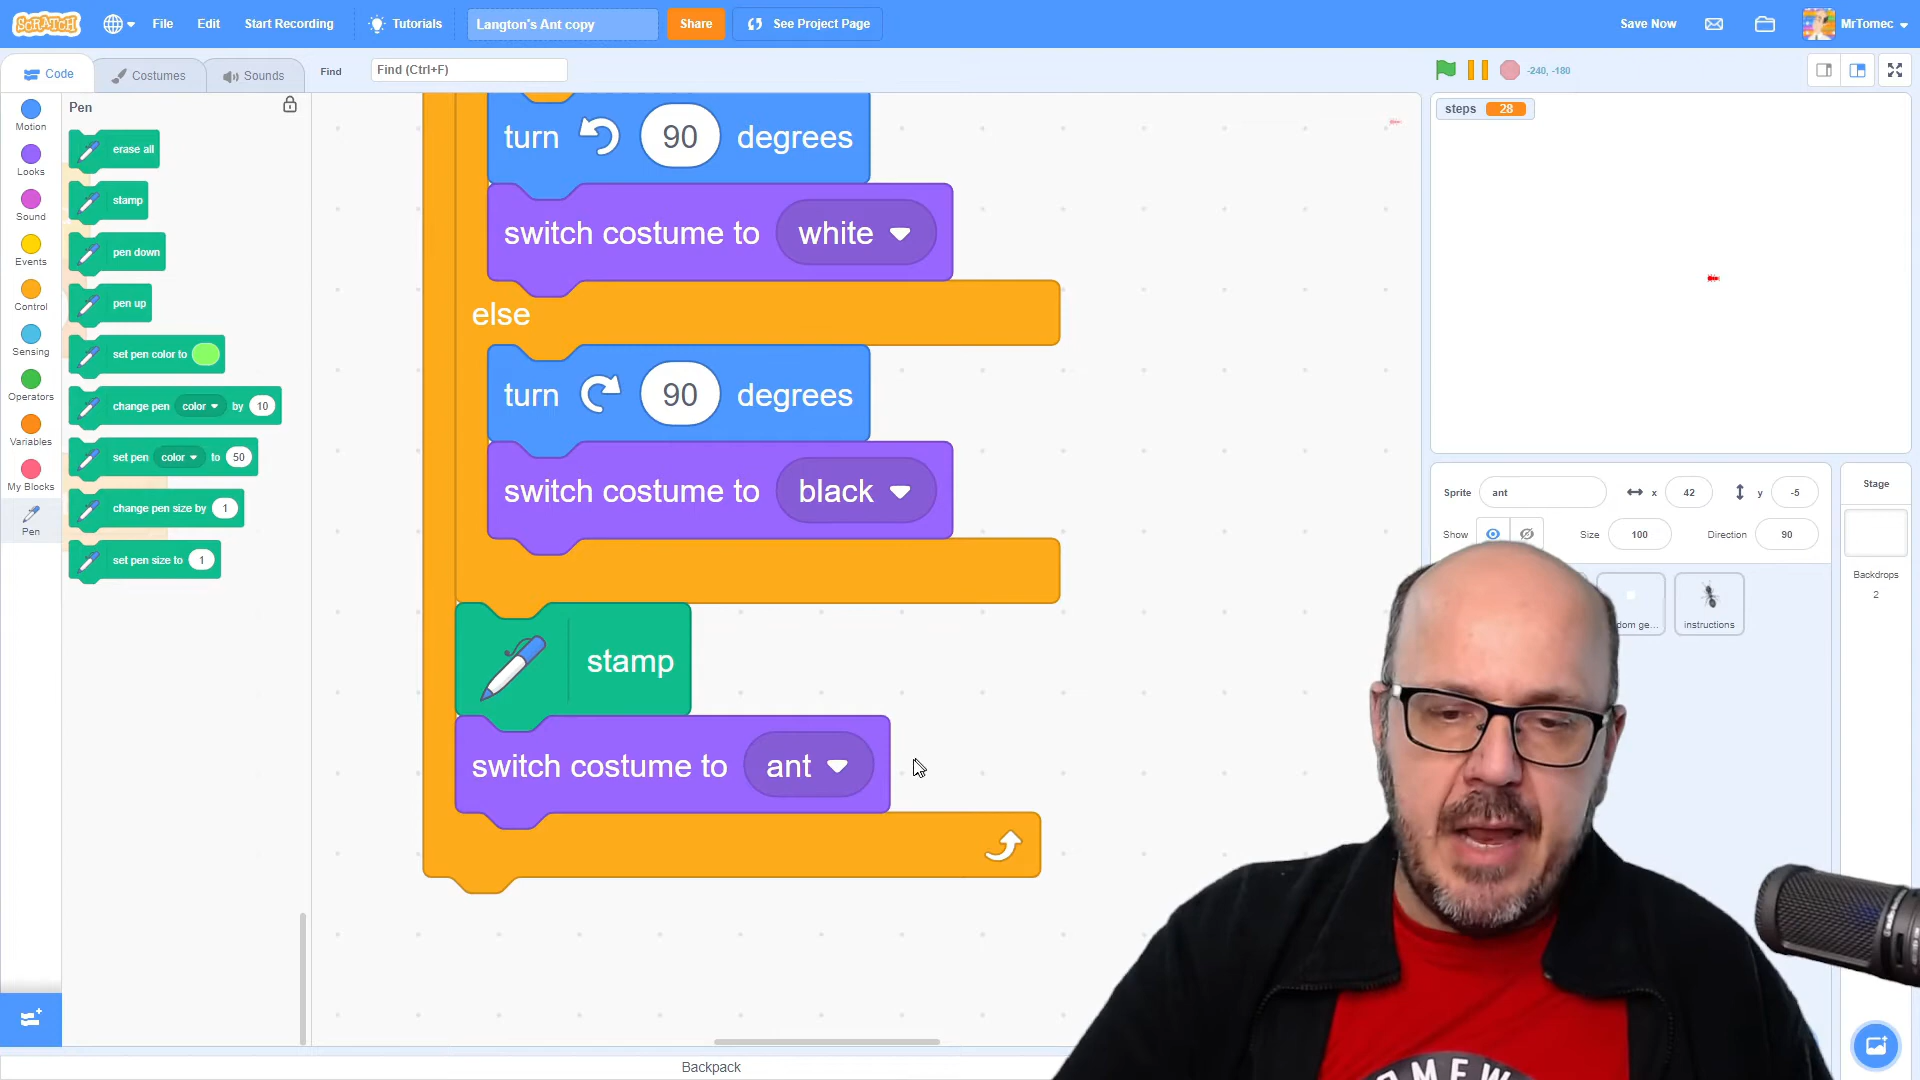 SCRATCH
File
Edit
Start Recording
Tutorials
Langton's Ant copy
Share
See Project Page
Save Now
MrTomec
Code
Costumes
Sounds
Find
Find (Ctrl+F)
-240, -180
Motion
Looks
Sound
Events
Control
Sensing
Operators
Variables
My Blocks
Pen
Pen
erase all
stamp
pen down
pen up
set pen color to
change pen color by 10
set pen color to 50
change pen size by 1
set pen size to 1
turn 90 degrees
switch costume to white
else
turn 90 degrees
switch costume to black
stamp
switch costume to ant
steps 28
Sprite ant x 42 y -5
Show Size 100 Direction 90
dom ge...
instructions
Stage
Backdrops
2
Backpack
OMEW